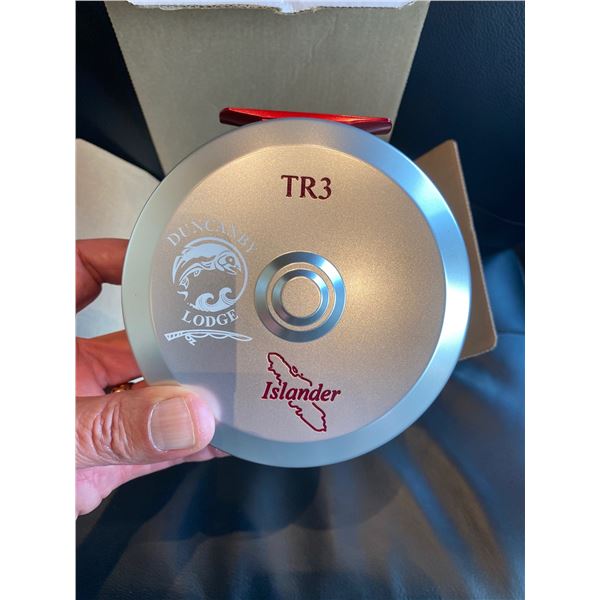 TR3
DUNCANBY
LODGE
Islander